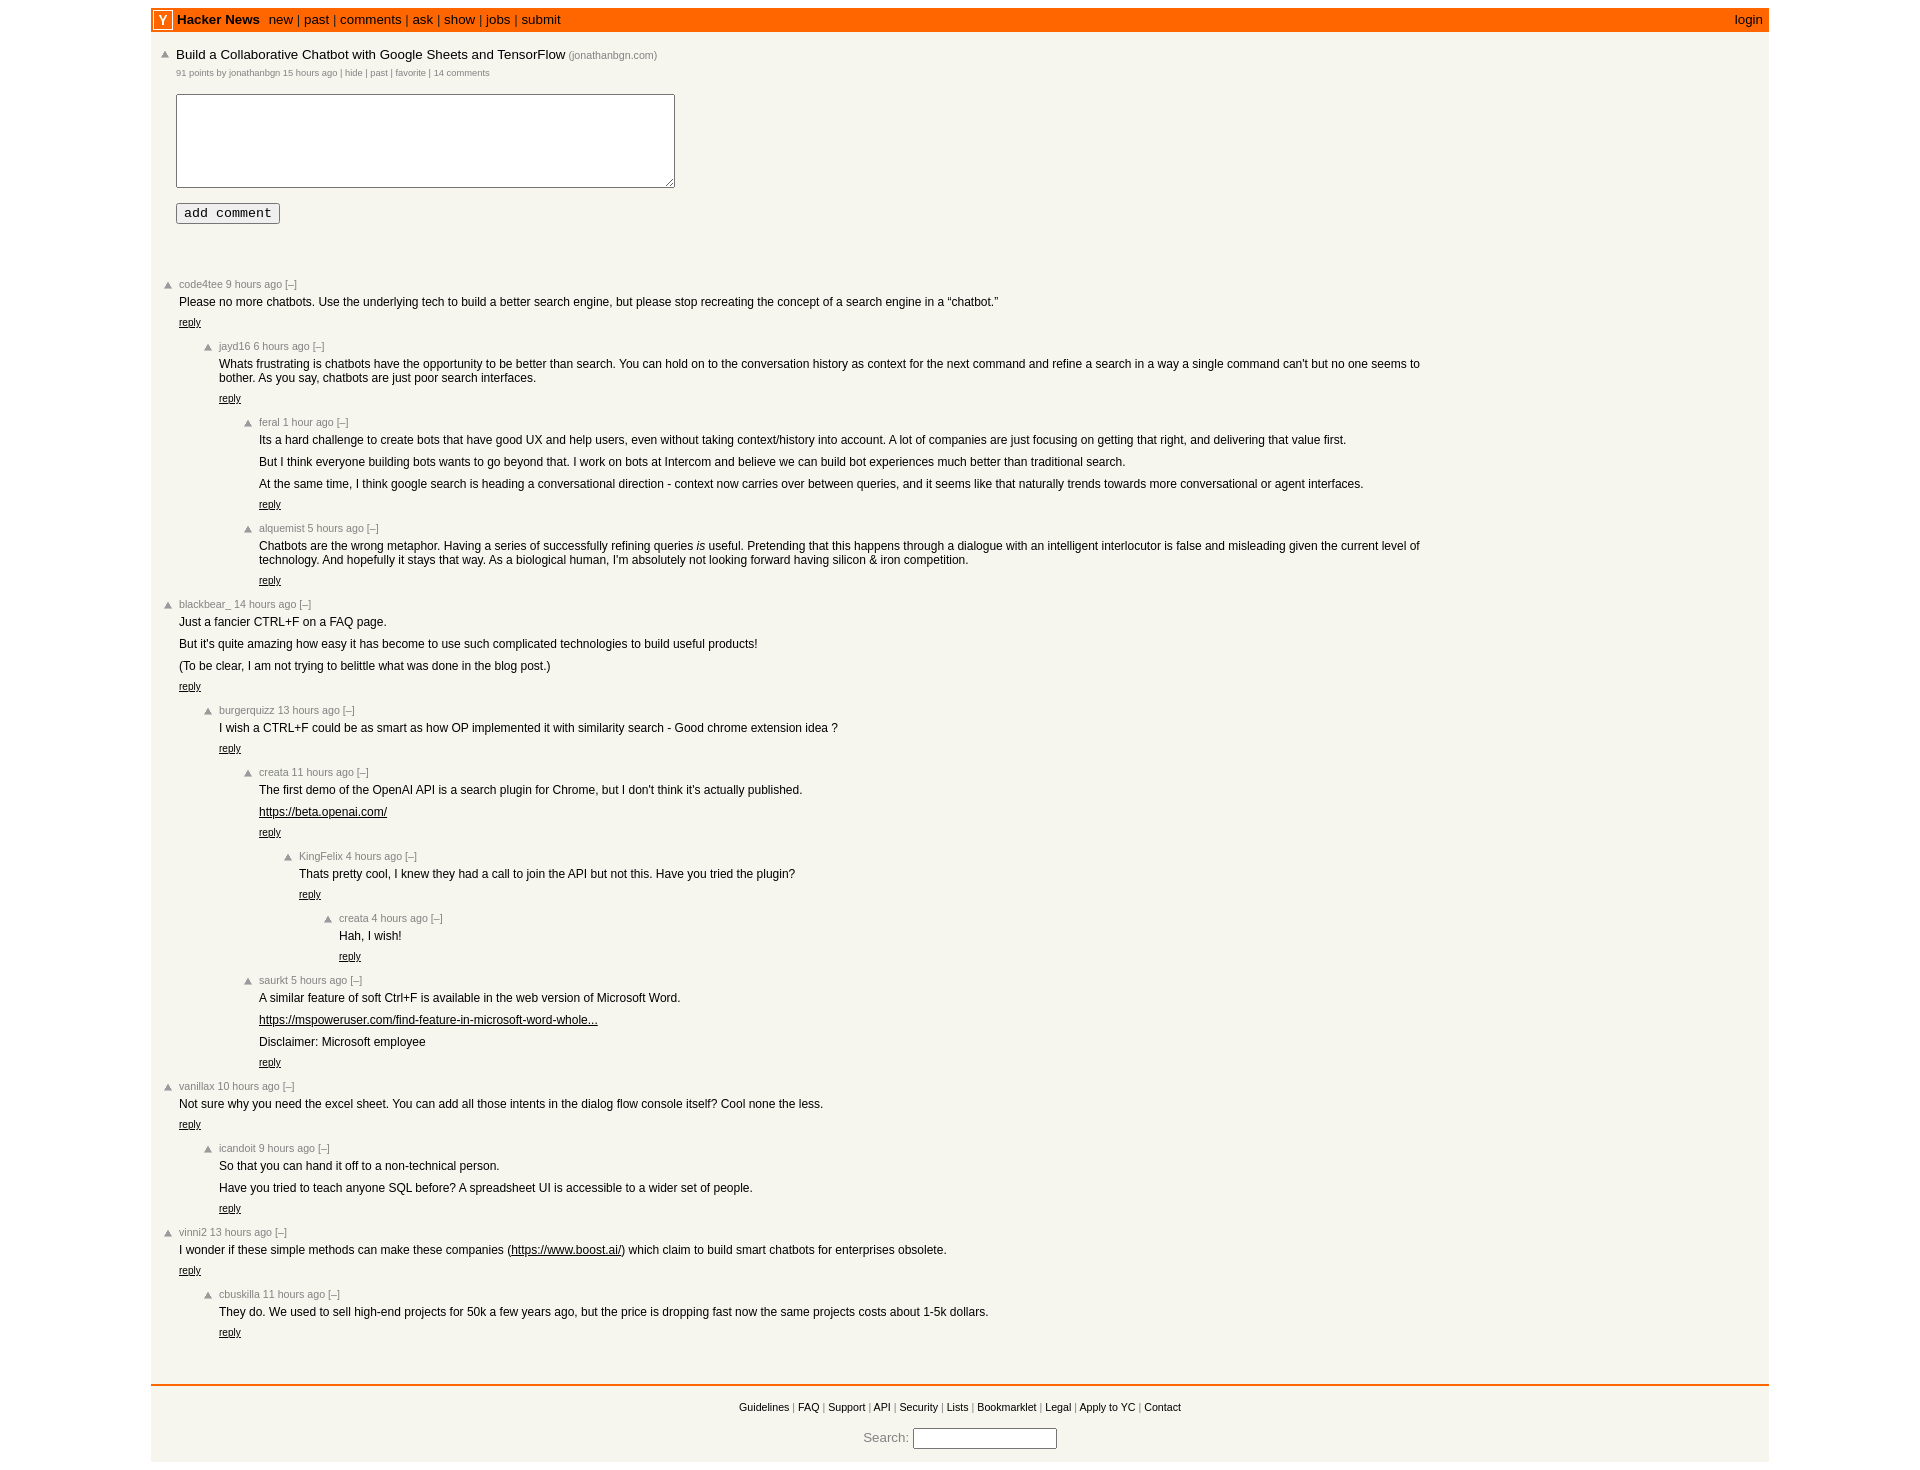 Y Hacker News new | past | comments | ask | show | jobs | submit login
Build a Collaborative Chatbot with Google Sheets and TensorFlow (jonathanbgn.com)
91 points by jonathanbgn 15 hours ago | hide | past | favorite | 14 comments
add comment
code4tee 9 hours ago [–]
Please no more chatbots. Use the underlying tech to build a better search engine, but please stop recreating the concept of a search engine in a “chatbot.”
reply
jayd16 6 hours ago [–]
Whats frustrating is chatbots have the opportunity to be better than search. You can hold on to the conversation history as context for the next command and refine a search in a way a single command can't but no one seems to
bother. As you say, chatbots are just poor search interfaces.
reply
feral 1 hour ago [–]
Its a hard challenge to create bots that have good UX and help users, even without taking context/history into account. A lot of companies are just focusing on getting that right, and delivering that value first.
But I think everyone building bots wants to go beyond that. I work on bots at Intercom and believe we can build bot experiences much better than traditional search.
At the same time, I think google search is heading a conversational direction - context now carries over between queries, and it seems like that naturally trends towards more conversational or agent interfaces.
reply
alquemist 5 hours ago [–]
Chatbots are the wrong metaphor. Having a series of successfully refining queries is useful. Pretending that this happens through a dialogue with an intelligent interlocutor is false and misleading given the current level of
technology. And hopefully it stays that way. As a biological human, I'm absolutely not looking forward having silicon & iron competition.
reply
blackbear_ 14 hours ago [–]
Just a fancier CTRL+F on a FAQ page.
But it's quite amazing how easy it has become to use such complicated technologies to build useful products!
(To be clear, I am not trying to belittle what was done in the blog post.)
reply
burgerquizz 13 hours ago [–]
I wish a CTRL+F could be as smart as how OP implemented it with similarity search - Good chrome extension idea ?
reply
creata 11 hours ago [–]
The first demo of the OpenAI API is a search plugin for Chrome, but I don't think it's actually published.
https://beta.openai.com/
reply
KingFelix 4 hours ago [–]
Thats pretty cool, I knew they had a call to join the API but not this. Have you tried the plugin?
reply
creata 4 hours ago [–]
Hah, I wish!
reply
saurkt 5 hours ago [–]
A similar feature of soft Ctrl+F is available in the web version of Microsoft Word.
https://mspoweruser.com/find-feature-in-microsoft-word-whole...
Disclaimer: Microsoft employee
reply
vanillax 10 hours ago [–]
Not sure why you need the excel sheet. You can add all those intents in the dialog flow console itself? Cool none the less.
reply
icandoit 9 hours ago [–]
So that you can hand it off to a non-technical person.
Have you tried to teach anyone SQL before? A spreadsheet UI is accessible to a wider set of people.
reply
vinni2 13 hours ago [–]
I wonder if these simple methods can make these companies (https://www.boost.ai/) which claim to build smart chatbots for enterprises obsolete.
reply
cbuskilla 11 hours ago [–]
They do. We used to sell high-end projects for 50k a few years ago, but the price is dropping fast now the same projects costs about 1-5k dollars.
reply
Guidelines | FAQ | Support | API | Security | Lists | Bookmarklet | Legal | Apply to YC | Contact
Search: